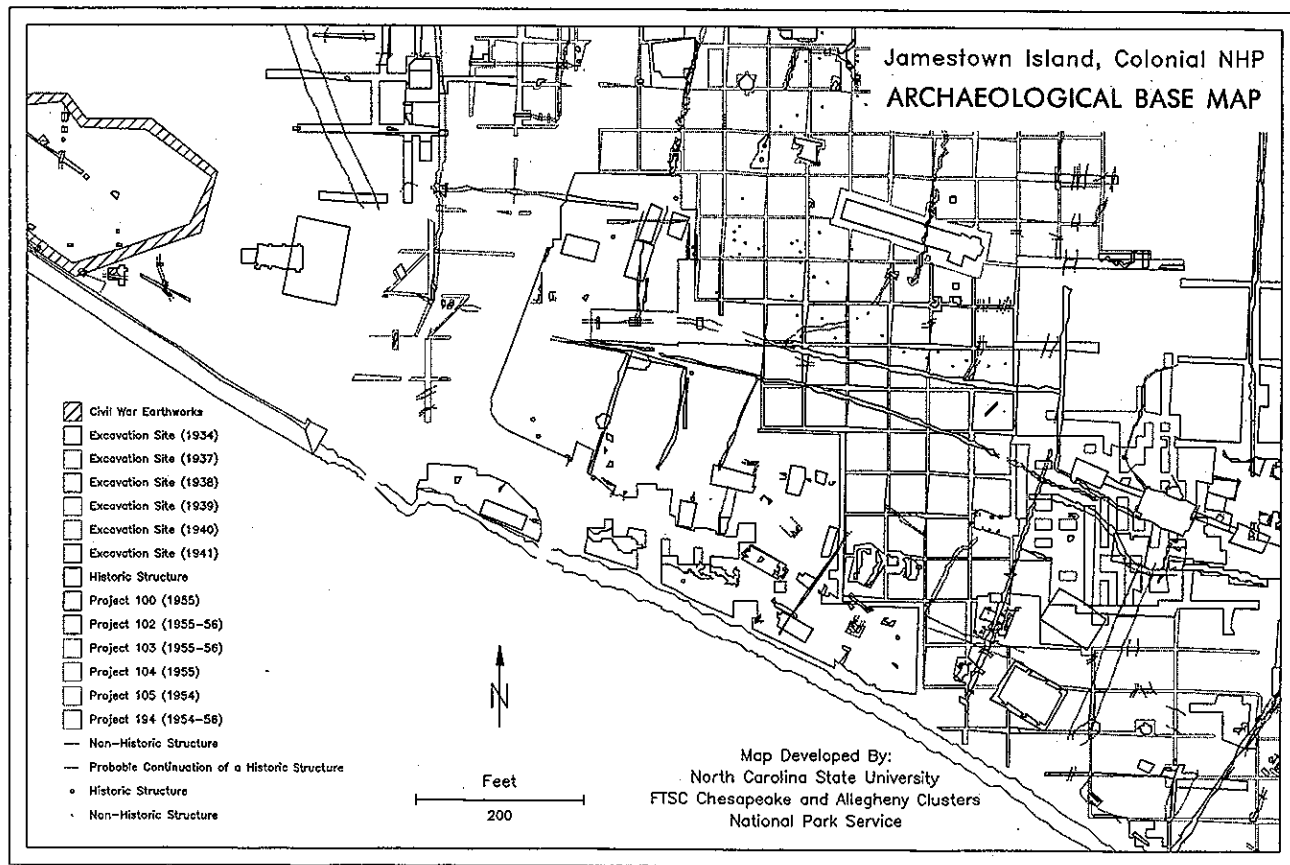 Jamestown Island, Colonial NHP
ARCHAEOLOGICAL BASE MAP
Civil War Earthworks
Excavation Site (1934)
Excavation Site (1937)
Excavation Site (1938)
Excavation Site (1939)
Excavation Site (1940)
Excavation Site (1941)
Historic Structure
Project 100 (1955)
Project 102 (1955-56)
Project 103 (1955-56)
Project 104 (1955)
Project 105 (1954)
Project 194 (1954-56)
Non-Historic Structure
Probable Continuation of a Historic Structure
Historic Structure
Non-Historic Structure
N
Feet
200
Map Developed By:
North Carolina State University
FTSC Chesapeake and Allegheny Clusters
National Park Service